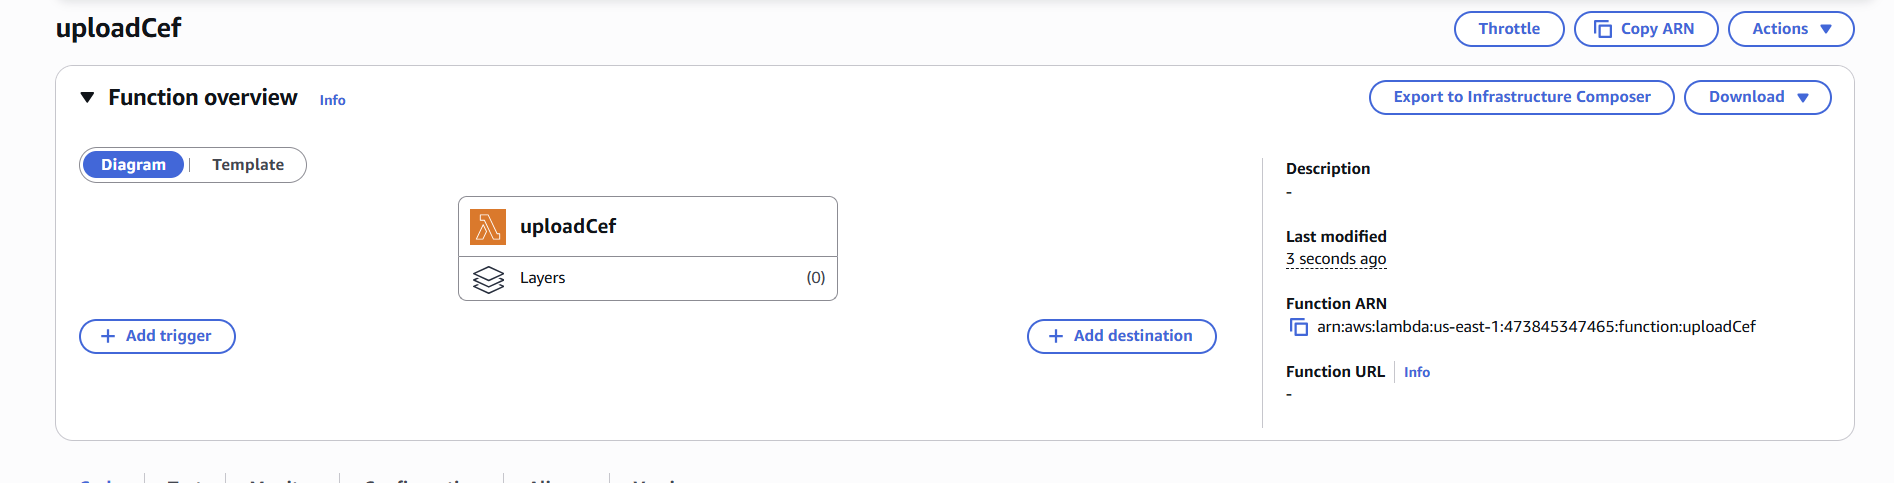 uploadCef
Throttle
Copy ARN
Actions
Function overview
Info
Export to Infrastructure Composer
Download
Diagram
Template
uploadCef
Layers
(0)
Add trigger
Add destination
Description
-
Last modified
3 seconds ago
Function ARN
arn:aws:lambda:us-east-1:473845347465:function:uploadCef
Function URL
Info
-